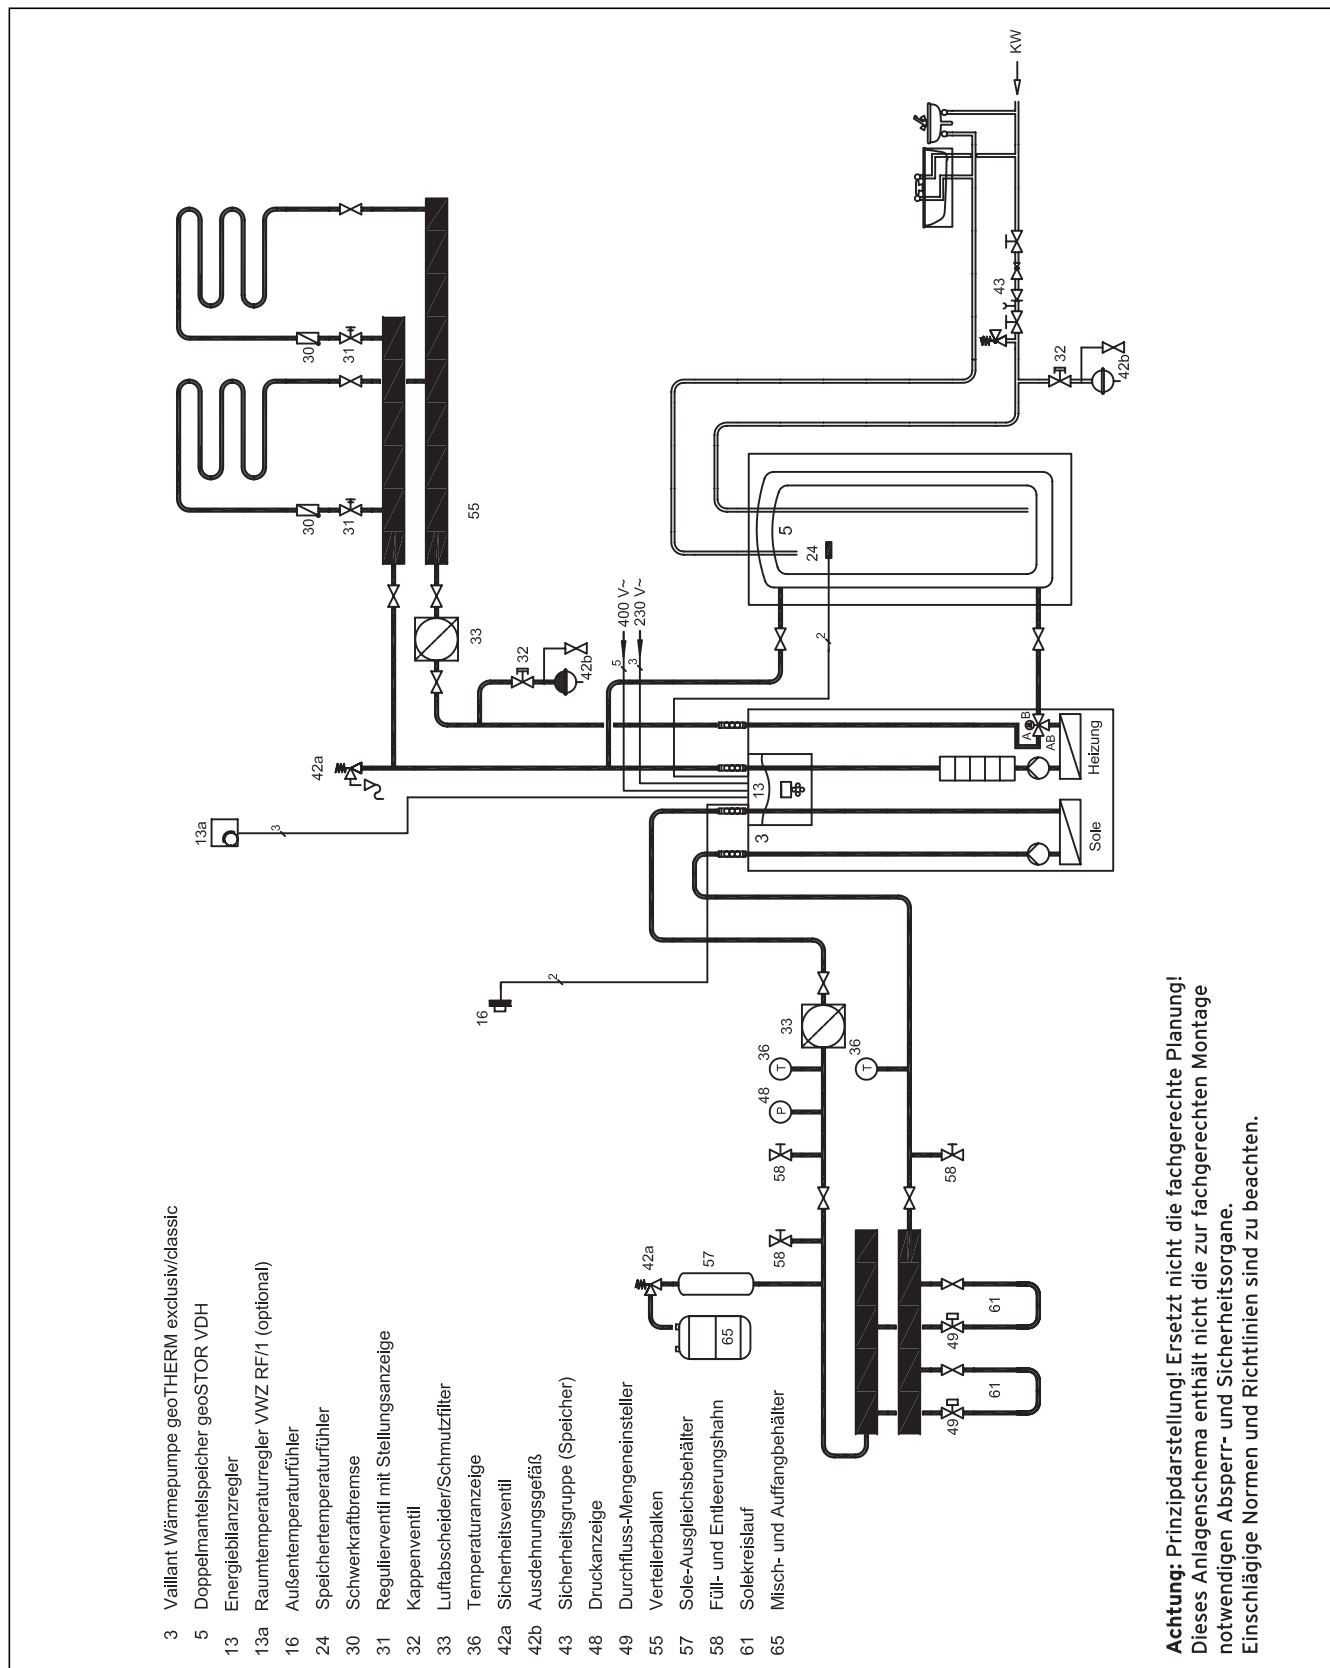 3 Vaillant Wärmepumpe geoTHERM exclusiv/classic
5 Doppelmantelspeicher geoSTOR VDH
13 Energiebilanzregler
13a Raumtemperaturregler VWZ RF/1 (optional)
16 Außentemperaturfühler
24 Speichertemperaturfühler
30 Schwerkraftbremse
31 Regulierventil mit Stellungsanzeige
32 Kappenventil
33 Luftabscheider/Schmutzfilter
36 Temperaturanzeige
42a Sicherheitsventil
42b Ausdehnungsgefäß
43 Sicherheitsgruppe (Speicher)
48 Druckanzeige
49 Durchfluss-Mengeneinsteller
55 Verteilerbalken
57 Sole-Ausgleichsbehälter
58 Füll- und Entleerungshahn
61 Solekreislauf
65 Misch- und Auffangbehälter
13a
3
16
2
42a
30
31
30
31
55
33
32
42b
5
400 V~
3
230 V~
2
5
24
KW
43
32
42b
13
3
A
B
AB
Heizung
Sole
33
36
T
36
T
48
P
58
58
58
42a
57
65
49
61
49
61
Achtung: Prinzipdarstellung! Ersetzt nicht die fachgerechte Planung!
Dieses Anlagenschema enthält nicht die zur fachgerechten Montage
notwendigen Absperr- und Sicherheitsorgane.
Einschlägige Normen und Richtlinien sind zu beachten.